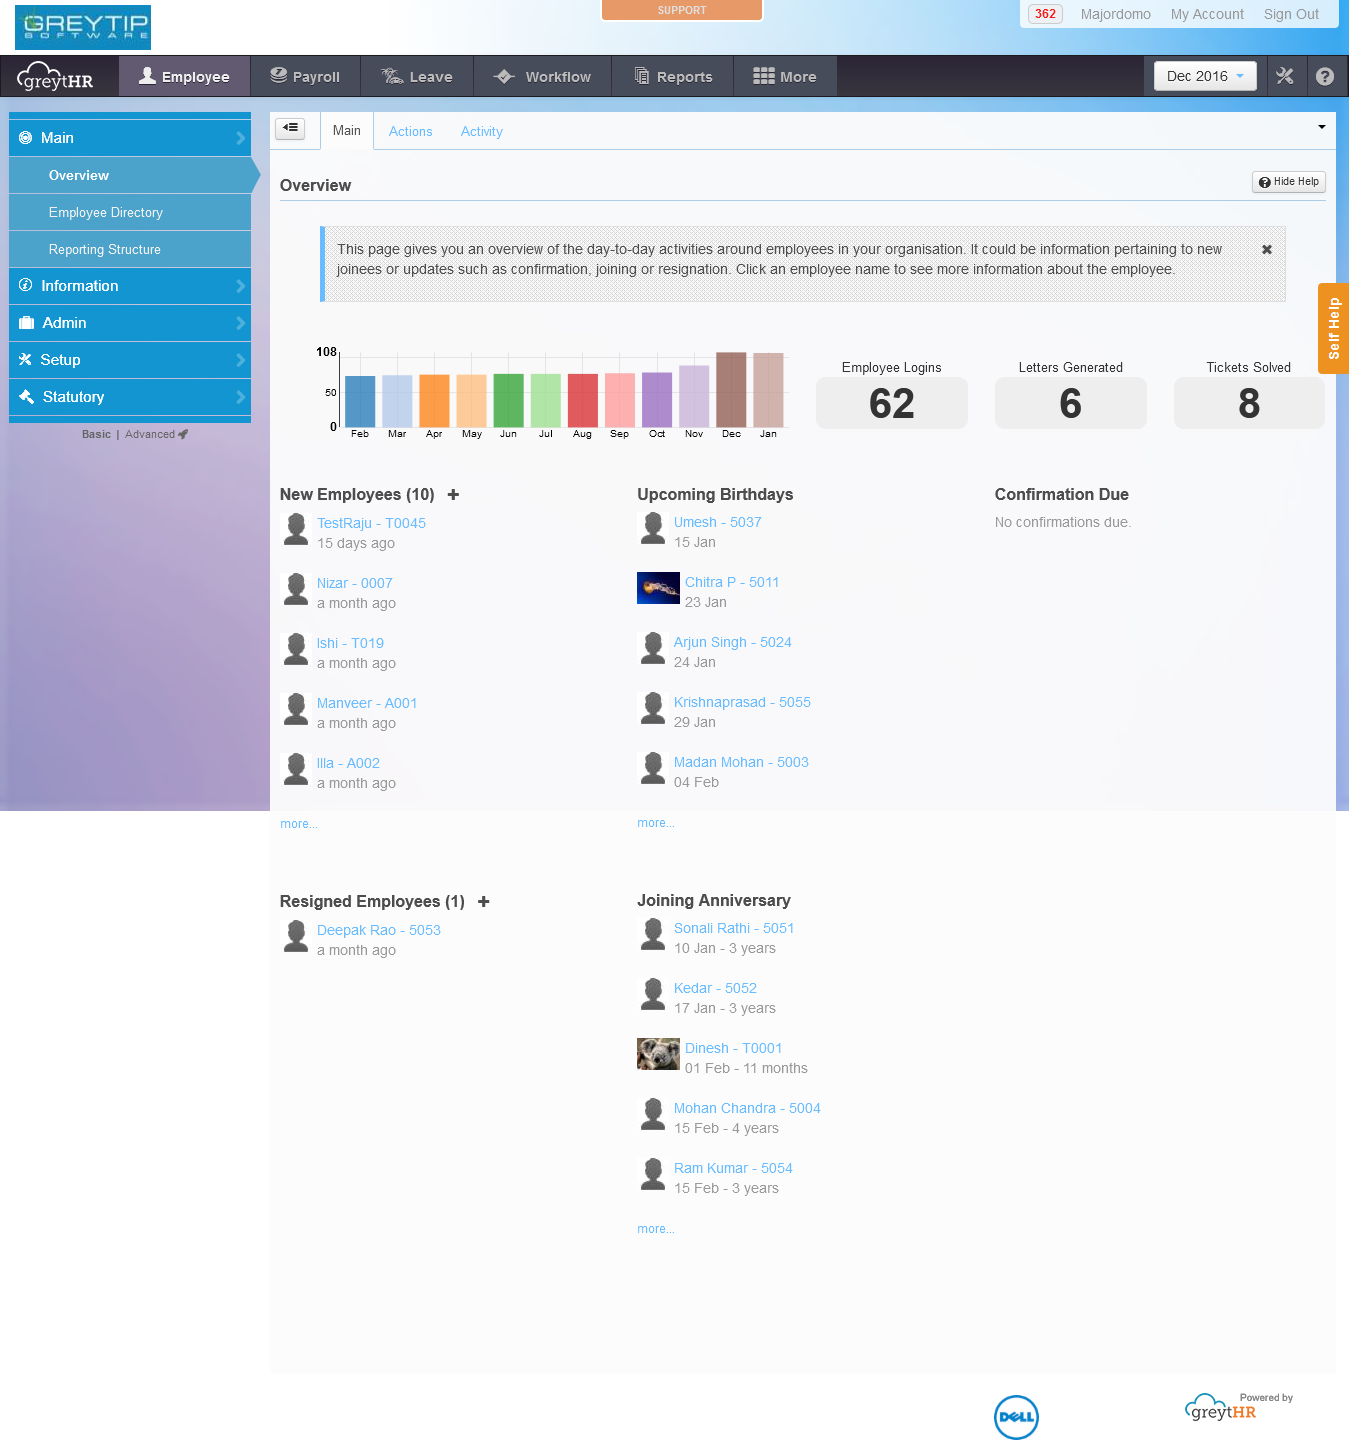 GREYTIP
SOFTWARE
SUPPORT
362 Majordomo My Account Sign Out
greytHR
Employee Payroll Leave Workflow Reports More
Dec 2016
Main
Overview
Employee Directory
Reporting Structure
Information
Admin
Setup
Statutory
Basic | Advanced
Main Actions Activity
Overview
Hide Help
This page gives you an overview of the day-to-day activities around employees in your organisation. It could be information pertaining to new
joinees or updates such as confirmation, joining or resignation. Click an employee name to see more information about the employee.
Self Help
108
50
0
Feb Mar Apr May Jun Jul Aug Sep Oct Nov Dec Jan
Employee Logins
62
Letters Generated
6
Tickets Solved
8
New Employees (10)
TestRaju - T0045
15 days ago
Nizar - 0007
a month ago
Ishi - T019
a month ago
Manveer - A001
a month ago
Illa - A002
a month ago
more...
Upcoming Birthdays
Umesh - 5037
15 Jan
Chitra P - 5011
23 Jan
Arjun Singh - 5024
24 Jan
Krishnaprasad - 5055
29 Jan
Madan Mohan - 5003
04 Feb
more...
Confirmation Due
No confirmations due.
Resigned Employees (1)
Deepak Rao - 5053
a month ago
Joining Anniversary
Sonali Rathi - 5051
10 Jan - 3 years
Kedar - 5052
17 Jan - 3 years
Dinesh - T0001
01 Feb - 11 months
Mohan Chandra - 5004
15 Feb - 4 years
Ram Kumar - 5054
15 Feb - 3 years
more...
DELL
Powered by
greytHR